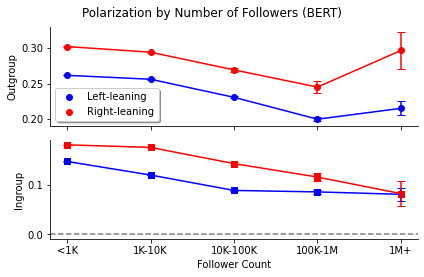 Polarization by Number of Followers (BERT)
Outgroup
0.30
0.25
0.20
Left-leaning
Right-leaning
Ingroup
0.1
0.0
<1K
1K-10K
10K-100K
100K-1M
1M+
Follower Count